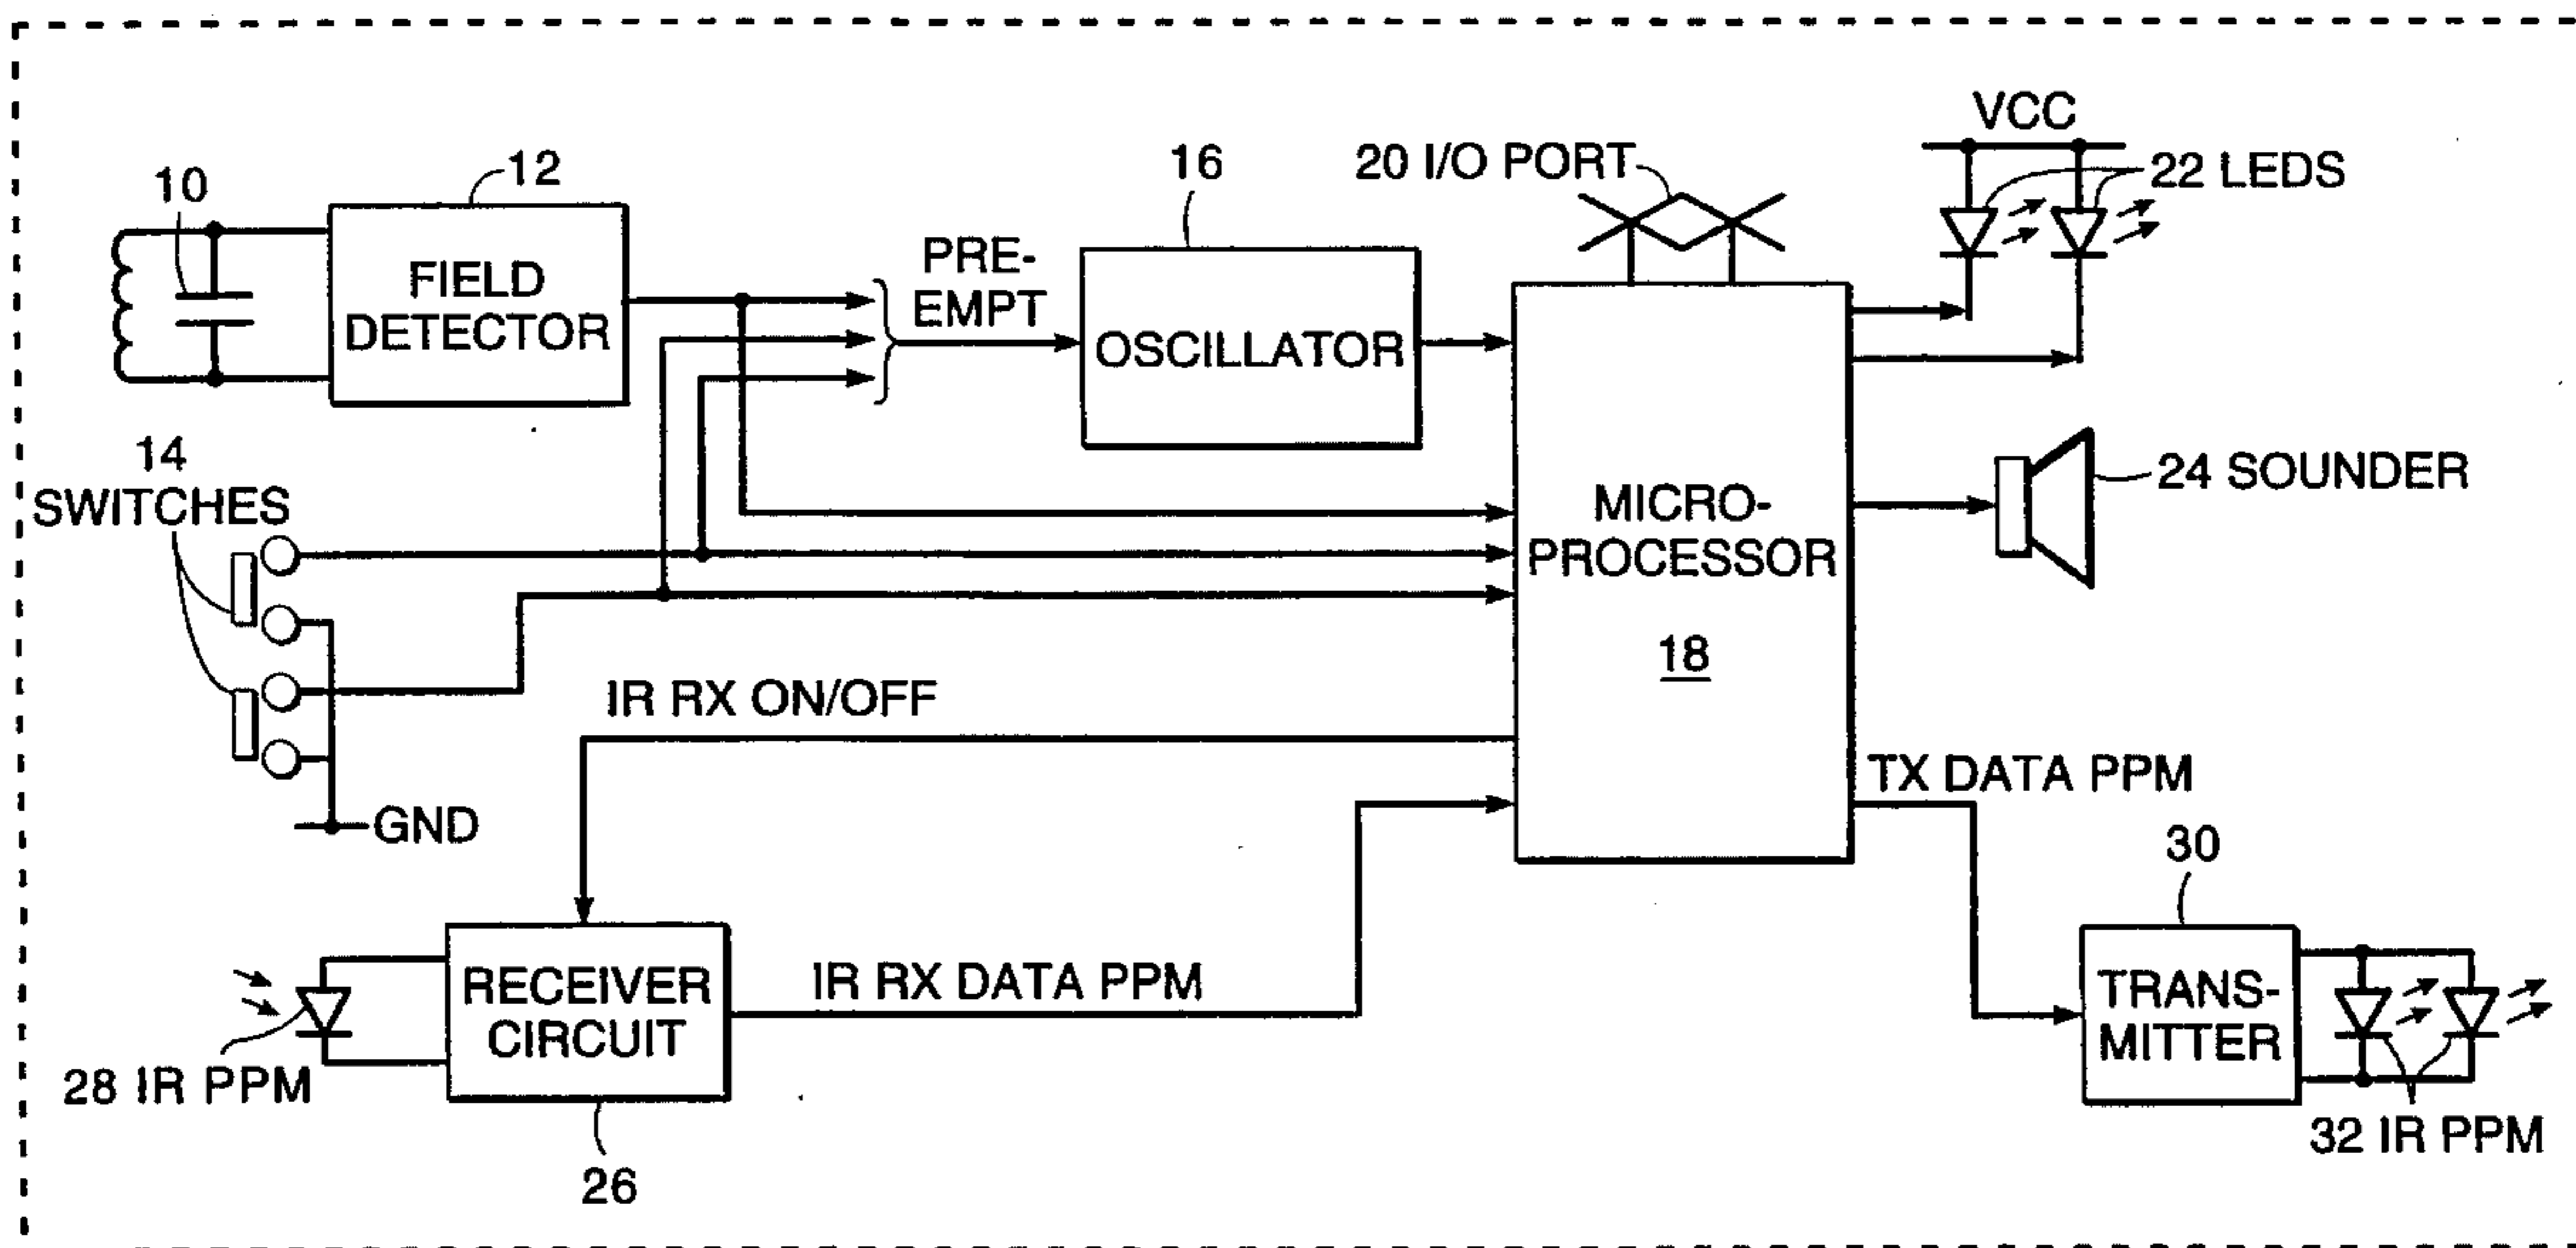 VCC
12
16
20 I/O PORT
22 LEDS
10
PRE-
EMPT
FIELD
DETECTOR
OSCILLATOR
14
SWITCHES
24 SOUNDER
MICRO-
PROCESSOR
18
IR RX ON/OFF
TX DATA PPM
GND
30
IR RX DATA PPM
RECEIVER
CIRCUIT
TRANS-
MITTER
28 IR PPM
32 IR PPM
26